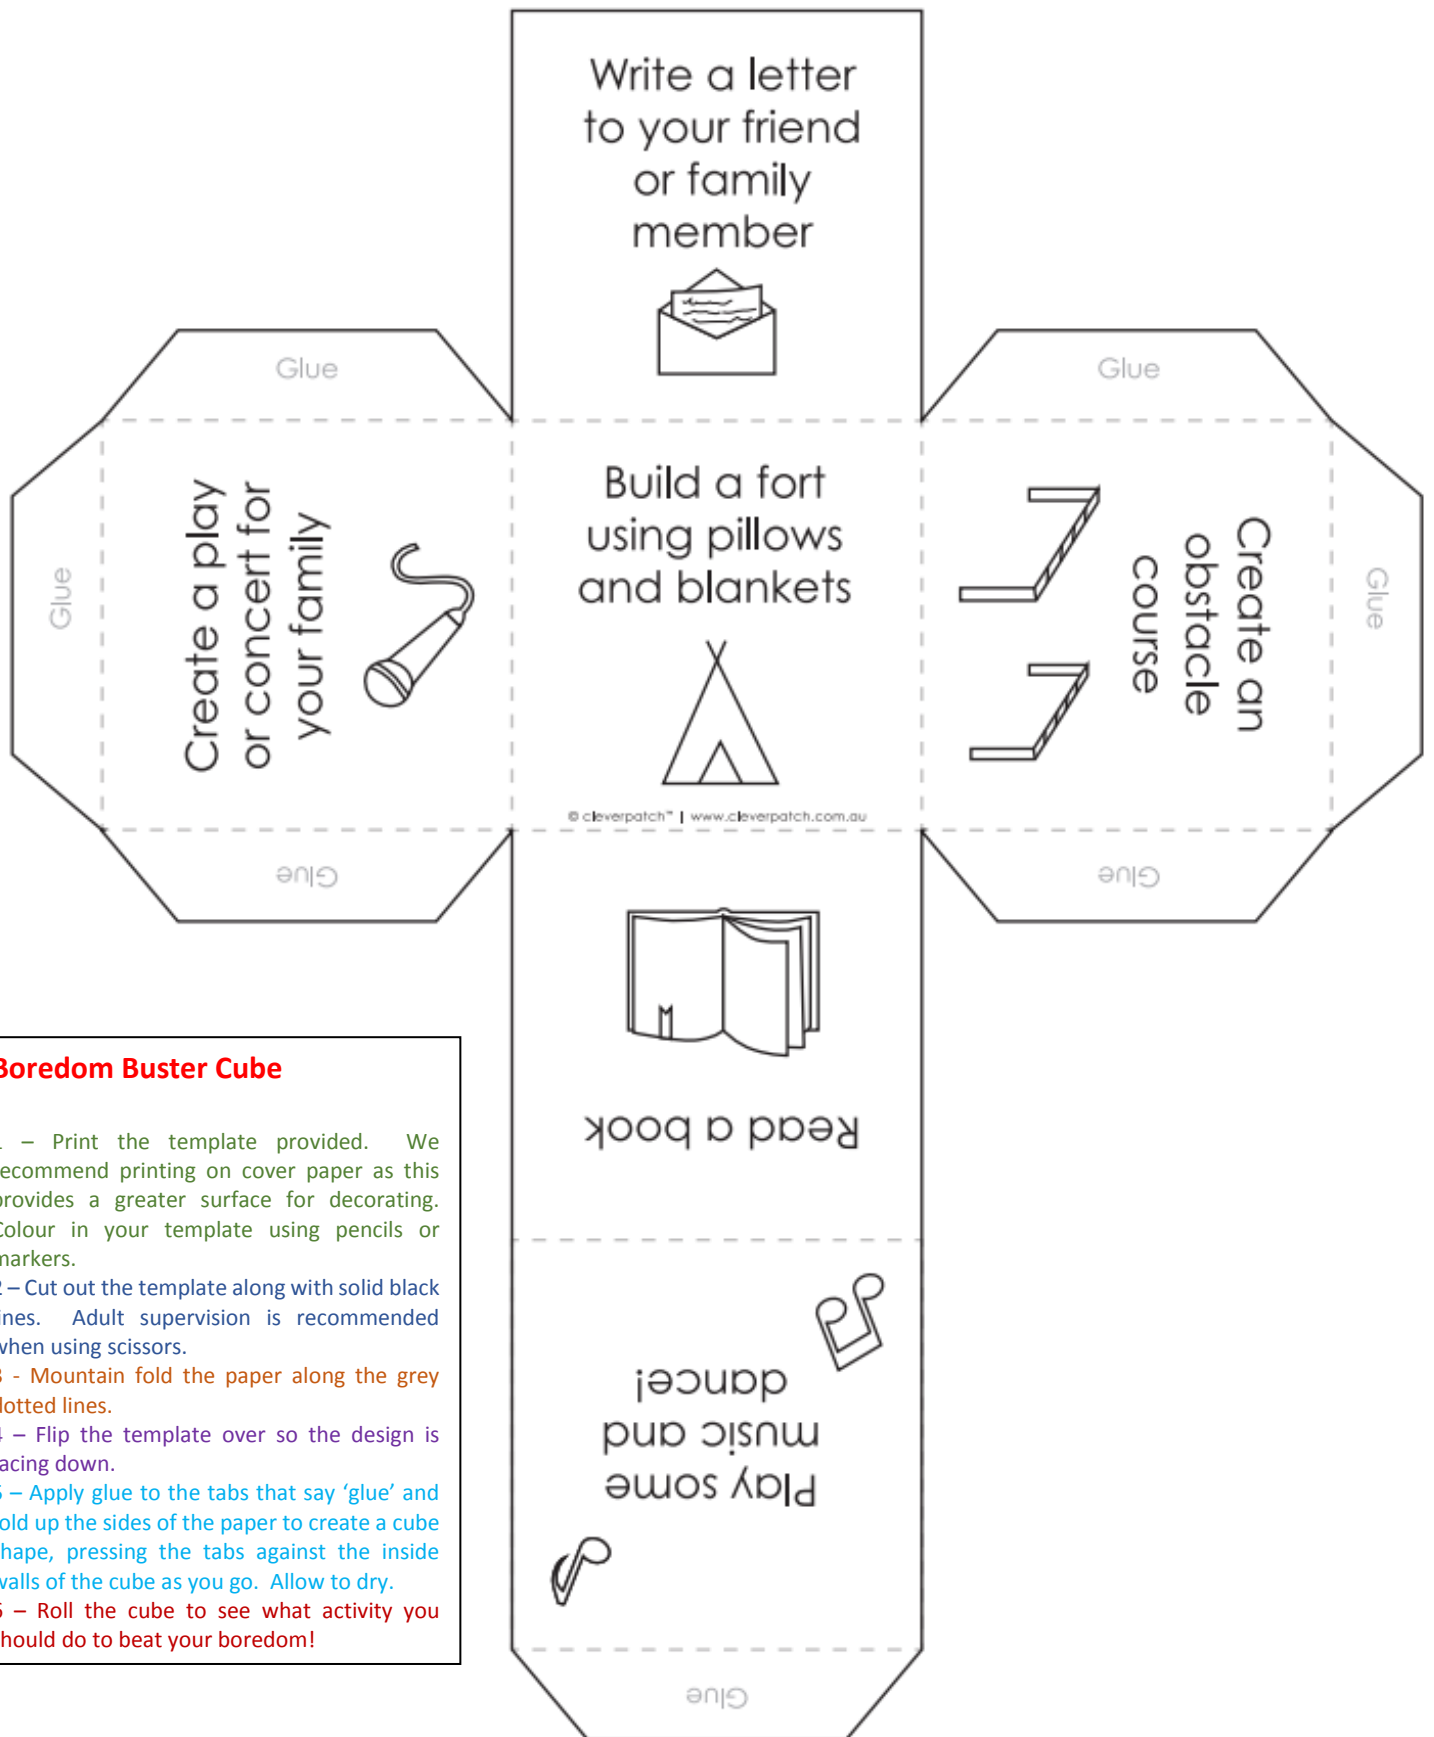 Write a letter
to your friend
or family
member
Glue
Glue
Glue
Create a play
or concert for
your family
Build a fort
using pillows
and blankets
© cleverpatch™ | www.cleverpatch.com.au
Create an
obstacle
course
Glue
Glue
Glue
Read a book
Play some
music and
dance!
Glue
Boredom Buster Cube
– Print the template provided. We
recommend printing on cover paper as this
provides a greater surface for decorating.
Colour in your template using pencils or
markers.
2 – Cut out the template along with solid black
lines. Adult supervision is recommended
when using scissors.
3 - Mountain fold the paper along the grey
dotted lines.
4 – Flip the template over so the design is
facing down.
5 – Apply glue to the tabs that say ‘glue’ and
fold up the sides of the paper to create a cube
shape, pressing the tabs against the inside
walls of the cube as you go. Allow to dry.
6 – Roll the cube to see what activity you
should do to beat your boredom!